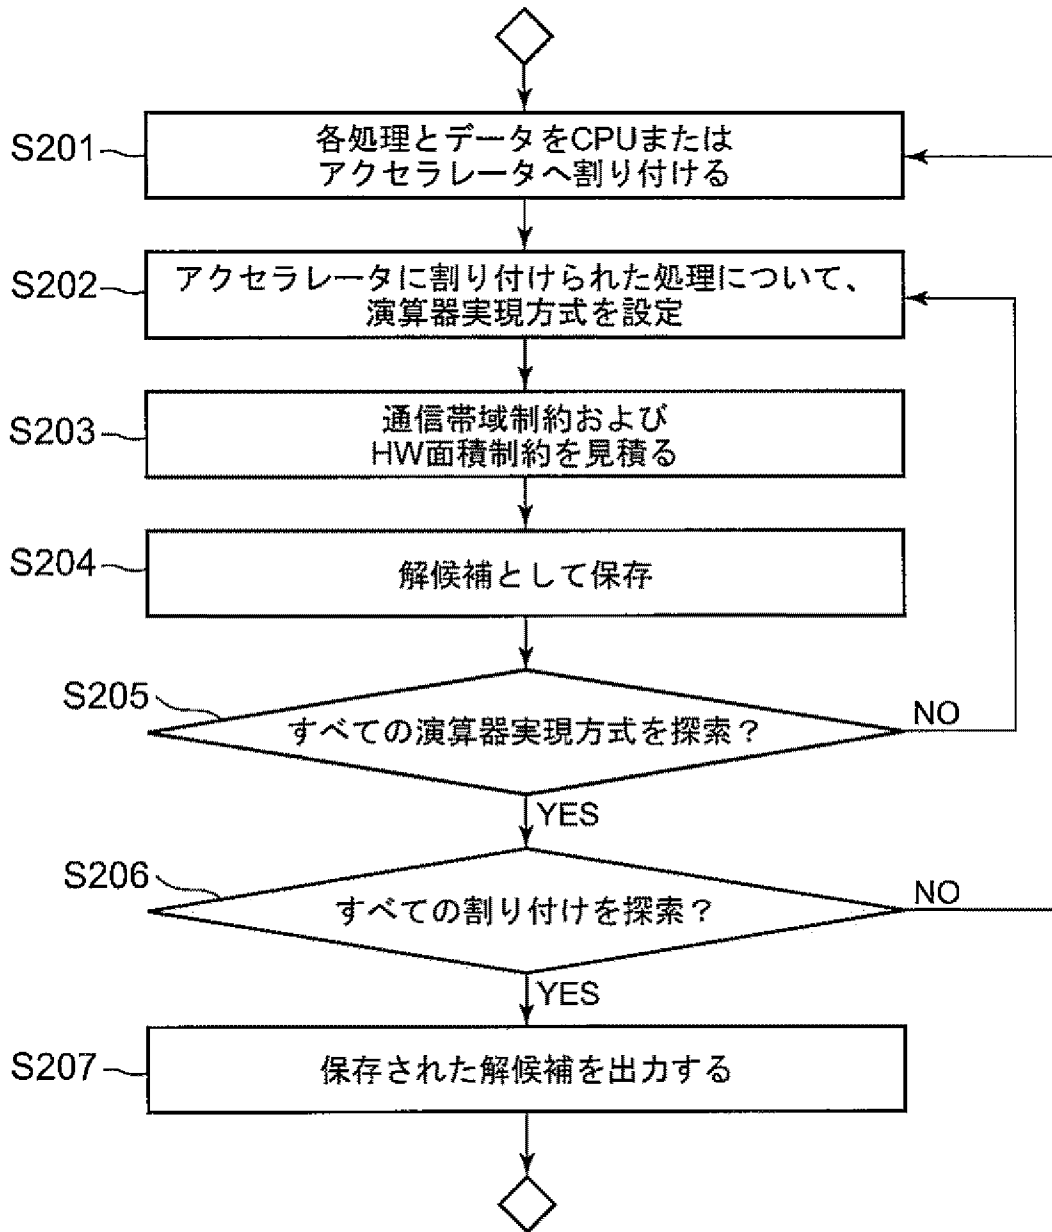 S201
各処理とデータをCPUまたは
アクセラレータへ割り付ける
S202
アクセラレータに割り付けられた処理について、
演算器実現方式を設定
S203
通信帯域制約および
HW面積制約を見積る
S204
解候補として保存
S205
すべての演算器実現方式を探索？
NO
YES
S206
すべての割り付けを探索？
NO
YES
S207
保存された解候補を出力する